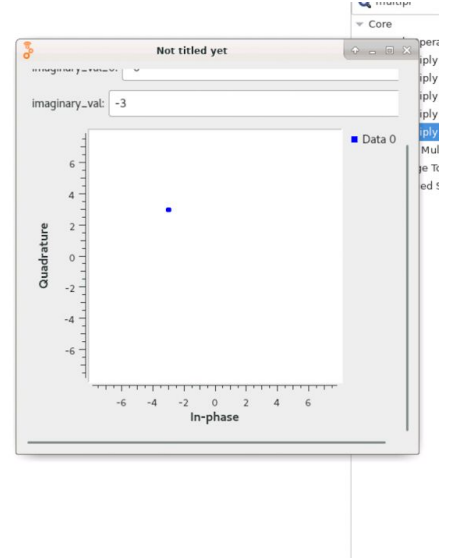 Core
Not titled yet
imaginary_val: -3
Data 0
6
4
2
0
-2
-4
-6
Quadrature
-6 -4 -2 0 2 4 6
In-phase